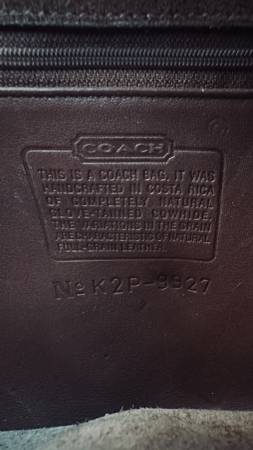 COACH
THIS IS A COACH BAG. IT WAS
HANDCRAFTED IN COSTA RICA
OF COMPLETELY NATURAL
GLOVE-TANNED COWHIDE.
THE VARIATIONS IN THE GRAIN
ARE CHARACTERISTIC OF NATURAL
FULL-GRAIN LEATHER.
No K2P-9927